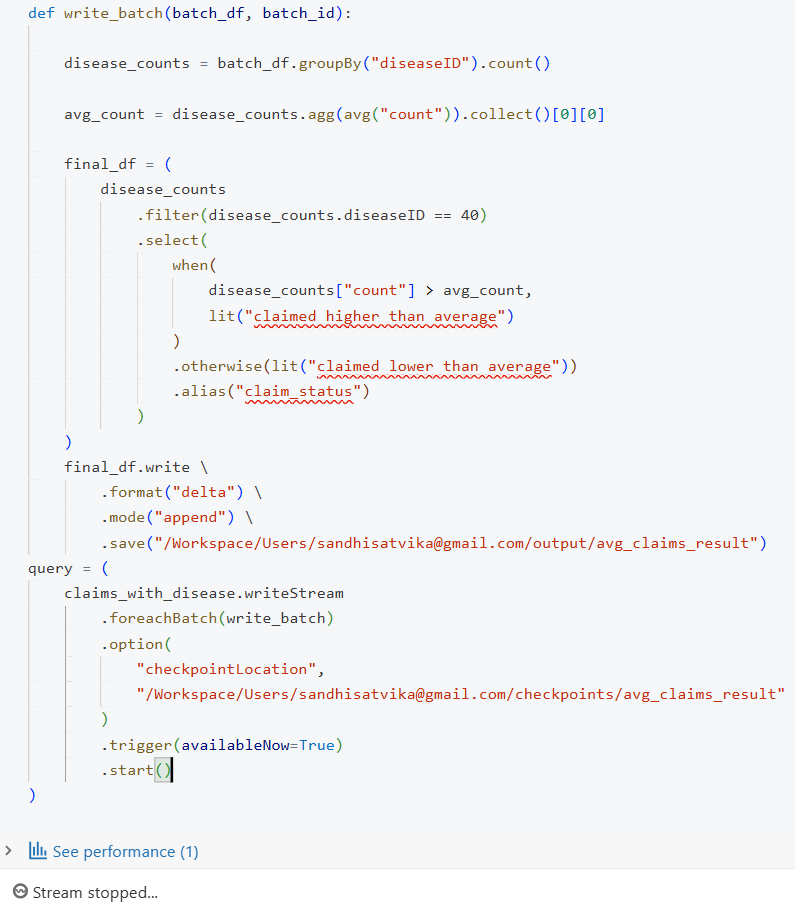 def write_batch(batch_df, batch_id):
disease_counts = batch_df.groupBy("diseaseID").count()
avg_count = disease_counts.agg(avg("count")).collect()[0][0]
final_df = (
disease_counts
.filter(disease_counts.diseaseID == 40)
.select(
when(
disease_counts["count"] > avg_count,
lit("claimed higher than average")
)
.otherwise(lit("claimed lower than average"))
.alias("claim_status")
)
)
final_df.write \
.format("delta") \
.mode("append") \
.save("/Workspace/Users/sandhisatvika@gmail.com/output/avg_claims_result")
query = (
claims_with_disease.writeStream
.foreachBatch(write_batch)
.option(
"checkpointLocation",
"/Workspace/Users/sandhisatvika@gmail.com/checkpoints/avg_claims_result"
)
.trigger(availableNow=True)
.start()
)
See performance (1)
Stream stopped...